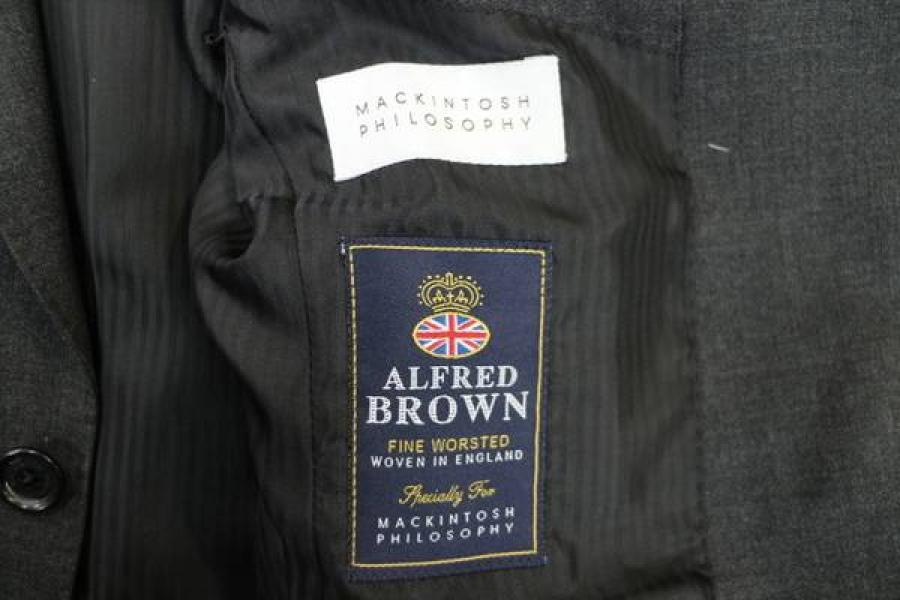 MACKINTOSH
PHILOSOPHY
ALFRED
BROWN
FINE WORSTED
WOVEN IN ENGLAND
Specially For
MACKINTOSH
PHILOSOPHY